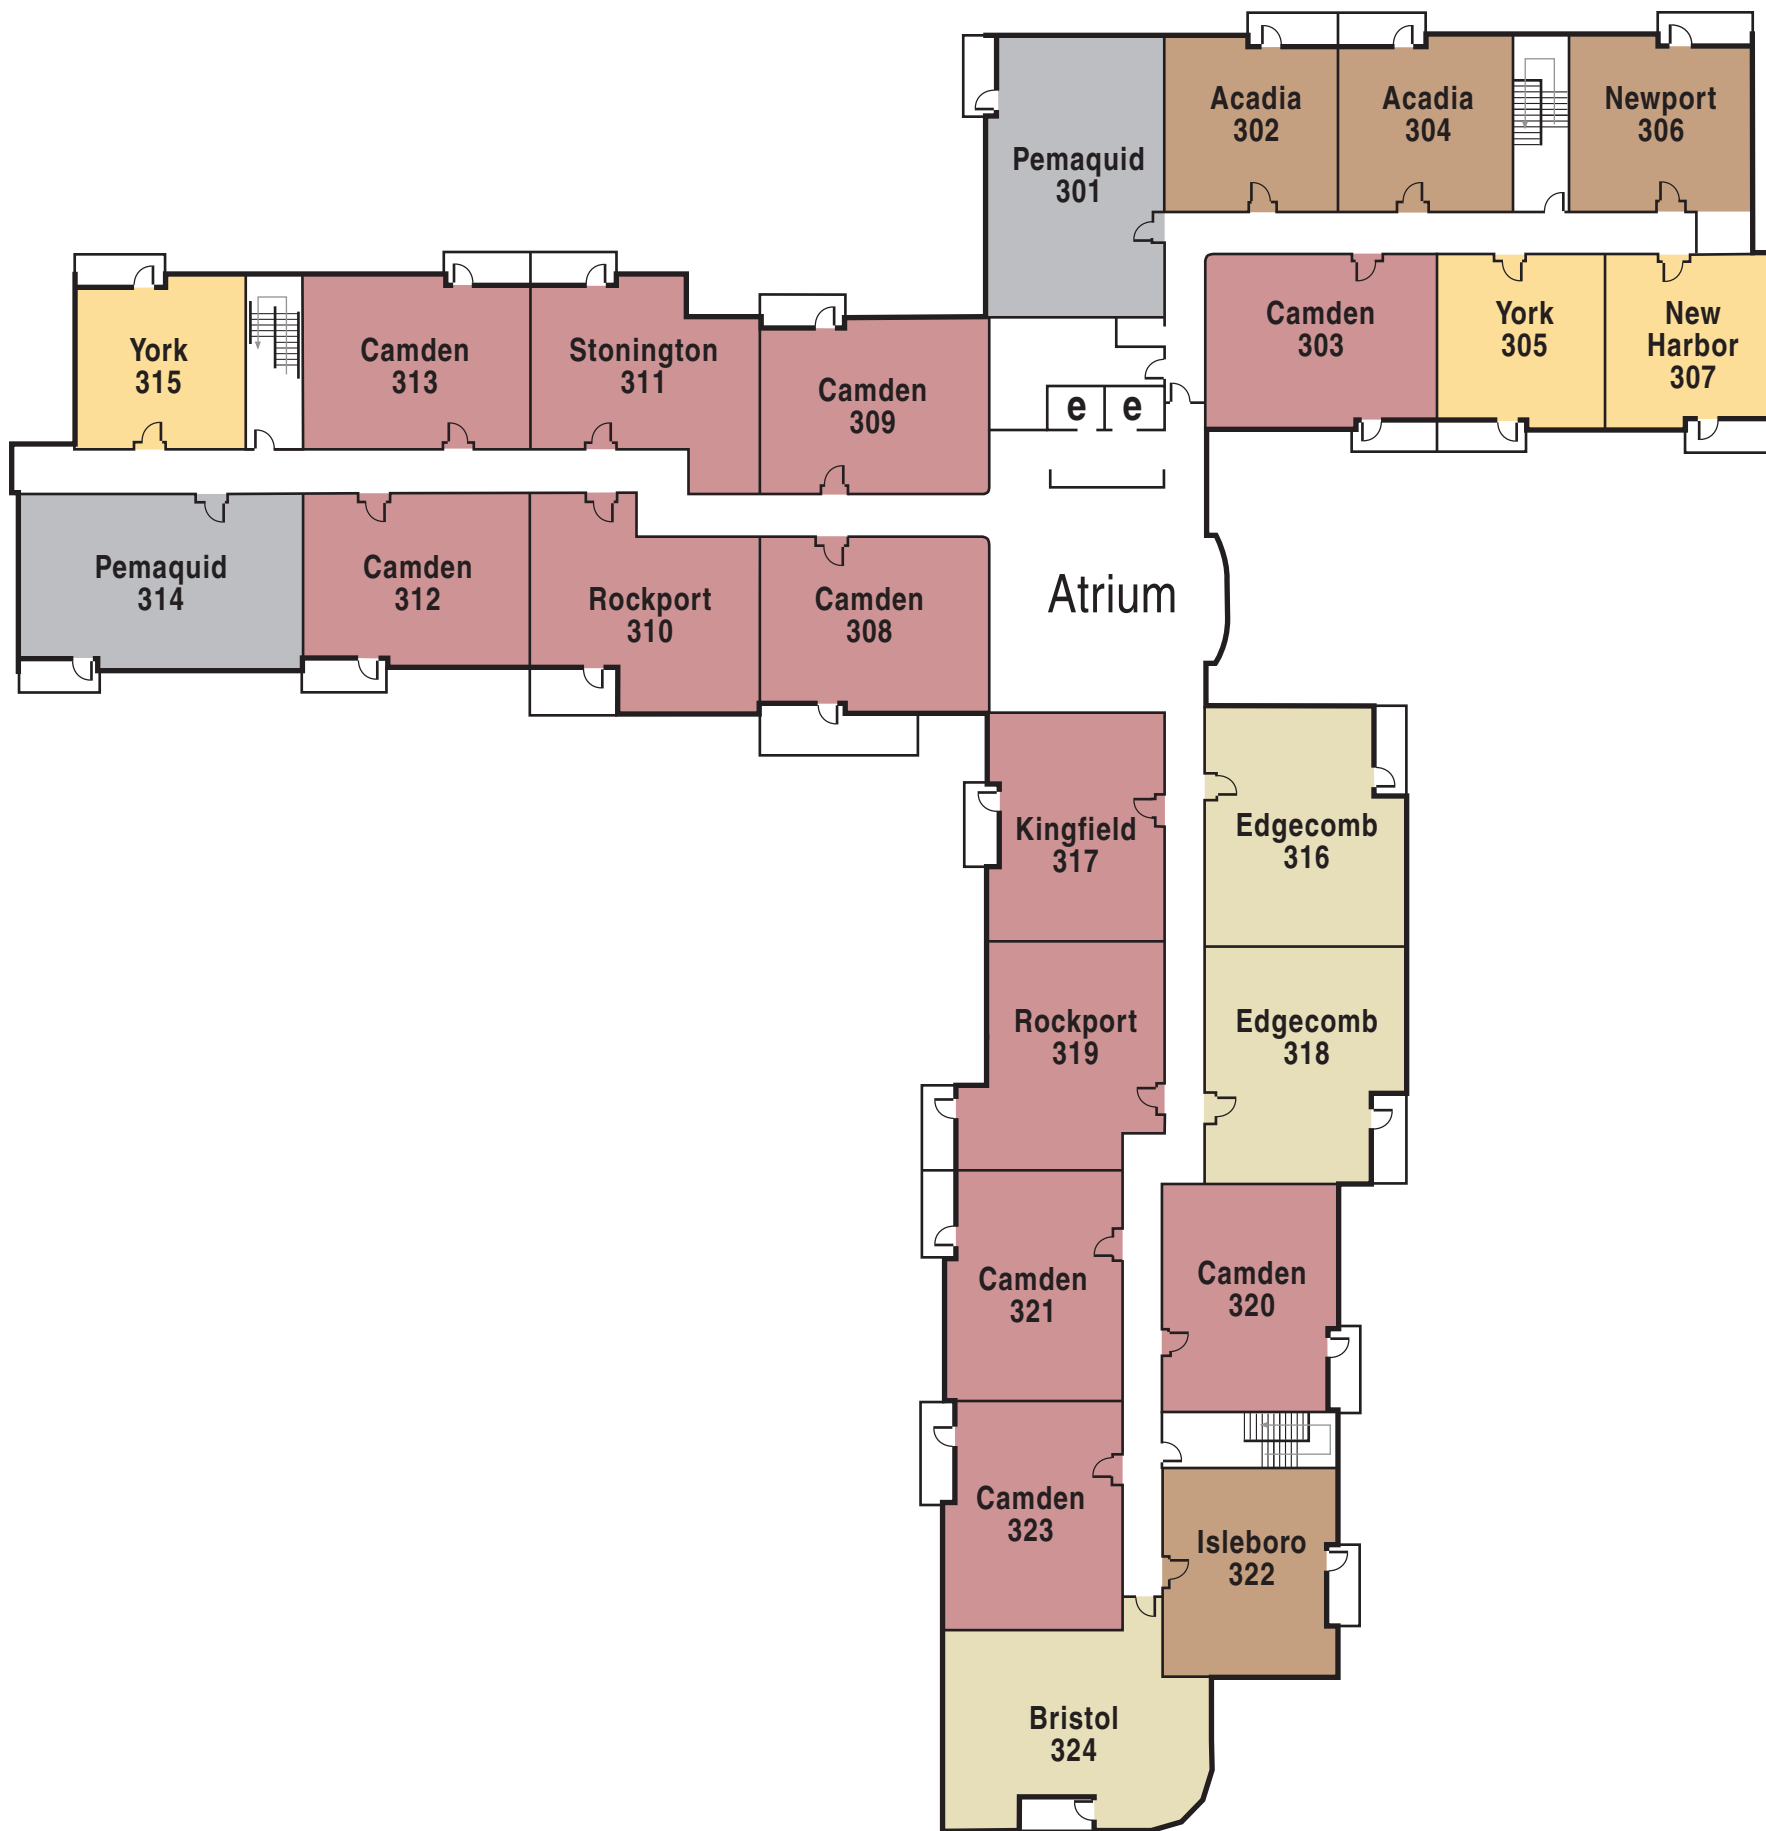 Acadia
302
Acadia
304
Newport
306
Pemaquid
301
Camden
303
York
305
New
Harbor
307
York
315
Camden
313
Stonington
311
Camden
309
e
e
Pemaquid
314
Camden
312
Rockport
310
Camden
308
Atrium
Kingfield
317
Edgecomb
316
Rockport
319
Edgecomb
318
Camden
321
Camden
320
Camden
323
Isleboro
322
Bristol
324